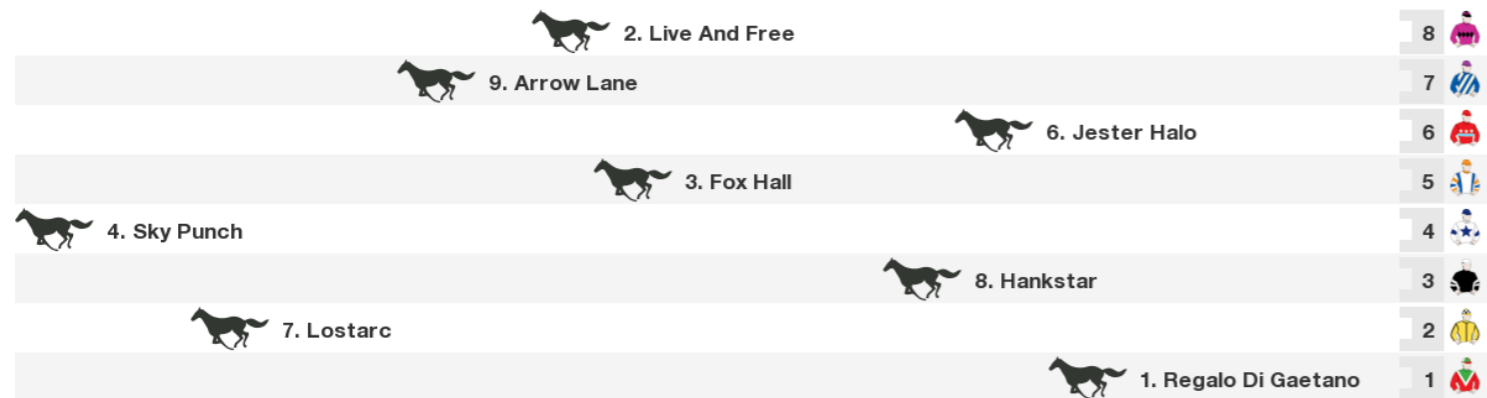 2. Live And Free 8
9. Arrow Lane 7
6. Jester Halo 6
3. Fox Hall 5
4. Sky Punch 4
8. Hankstar 3
7. Lostarc 2
1. Regalo Di Gaetano 1